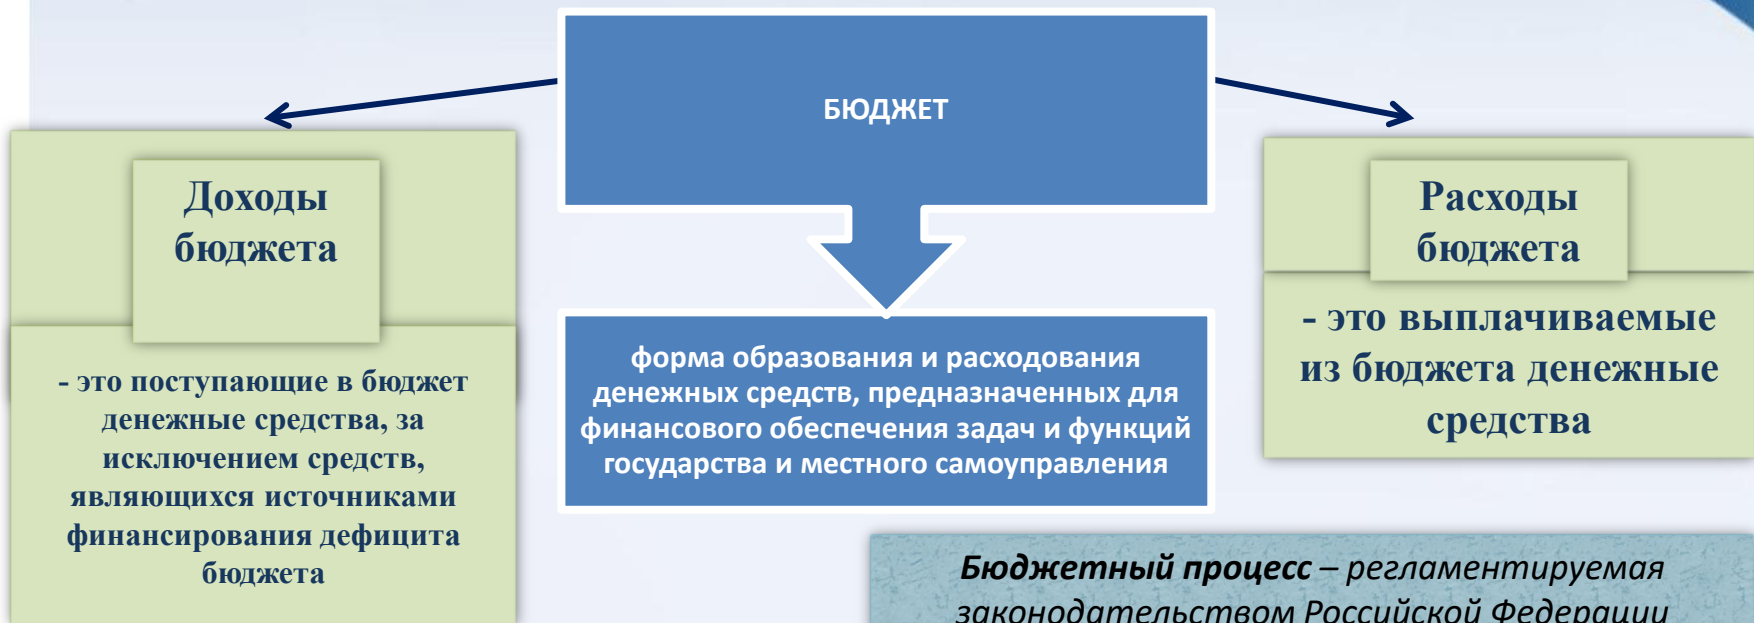 БЮДЖЕТ
Доходы
бюджета
- это поступающие в бюджет
денежные средства, за
исключением средств,
являющихся источниками
финансирования дефицита
бюджета
форма образования и расходования
денежных средств, предназначенных для
финансового обеспечения задач и функций
государства и местного самоуправления
Расходы
бюджета
- это выплачиваемые
из бюджета денежные
средства
Бюджетный процесс – регламентируемая
законодательством Российской Федерации